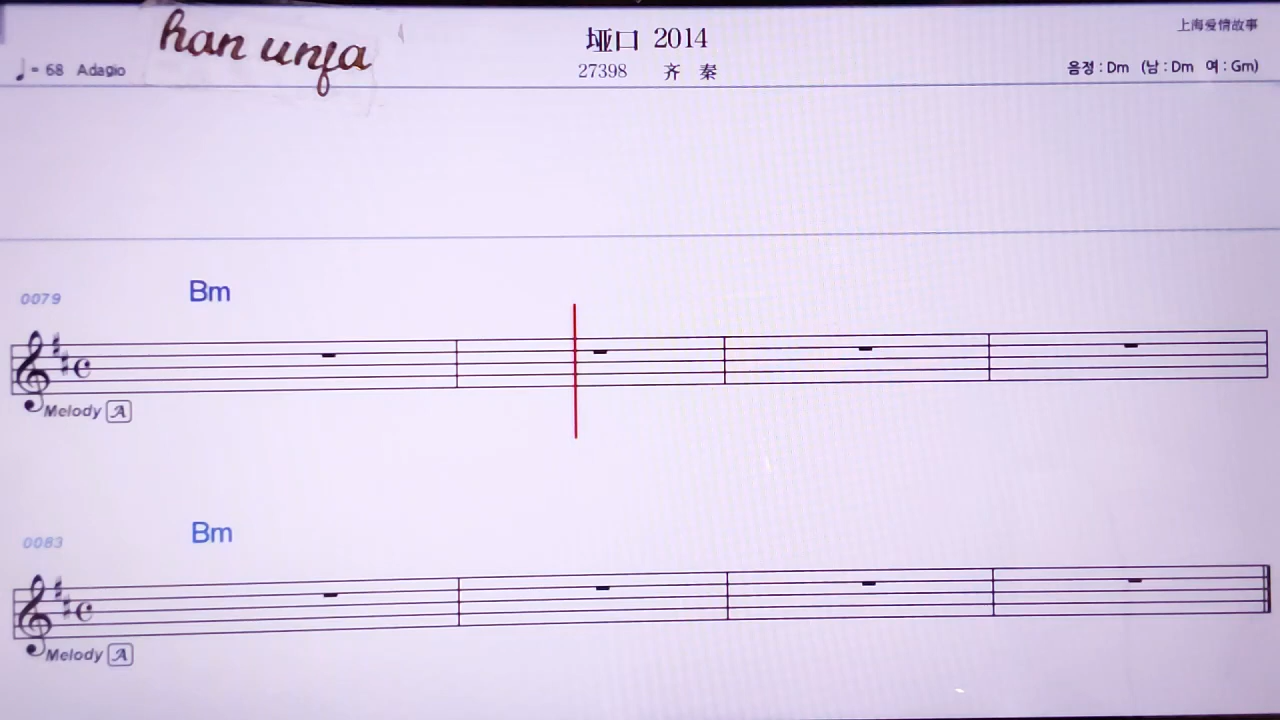 han unfa
垭口 2014
上海爱情故事
♩= 68 Adagio
27398 齐 秦
음정 : Dm (남 : Dm 여 : Gm)
0079 Bm
Melody A
0083 Bm
Melody A